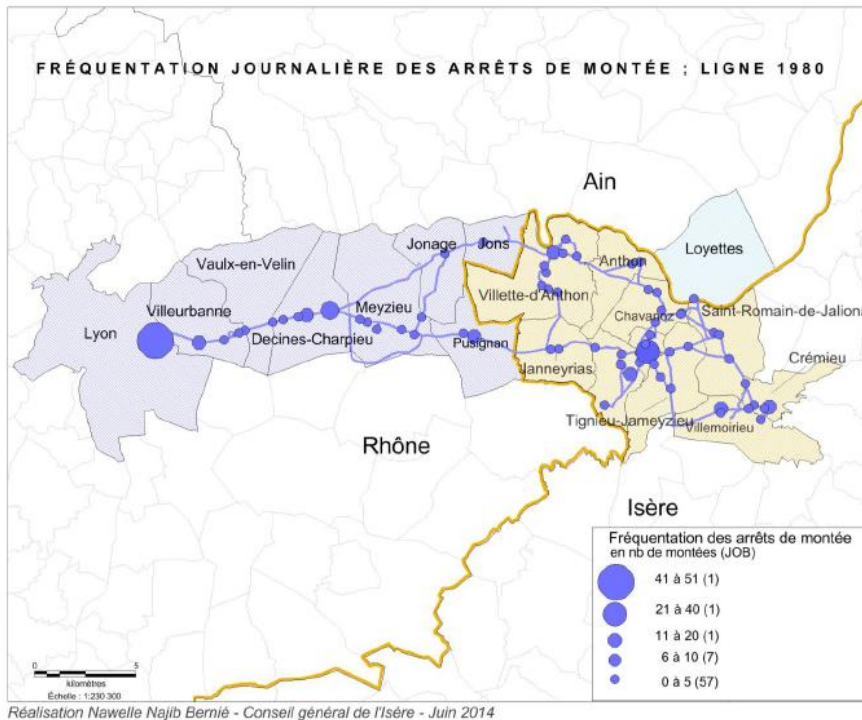 FRÉQUENTATION JOURNALIÈRE DES ARRÊTS DE MONTÉE ; LIGNE 1980
Ain
Loyettes
Jonage
Jons
Anthon
Vaulx-en-Velin
Villette-d'Anthon
Villeurbanne
Meyzieu
Chavanoz
Saint-Romain-de-Jaliona
Lyon
Decines-Charpieu
Pusignan
Janneyrias
Crémieu
Tignieu-Jameyzieu
Villemoirieu
Rhône
Isère
Fréquentation des arrêts de montée
en nb de montées (JOB)
41 à 51 (1)
21 à 40 (1)
11 à 20 (1)
6 à 10 (7)
0 à 5 (57)
0 5
kilomètres
Échelle : 1:230 300
Réalisation Nawelle Najib Bernié - Conseil général de l'Isère - Juin 2014